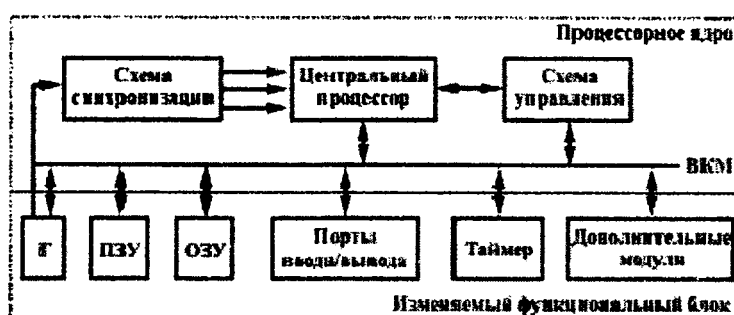 Процессорное ядро
Схема
синхронизации
Центральный
процессор
Схема
управления
ВКМ
Г
ПЗУ
ОЗУ
Порты
ввода/вывода
Таймер
Дополнительные
модули
Изменяемый функциональный блок